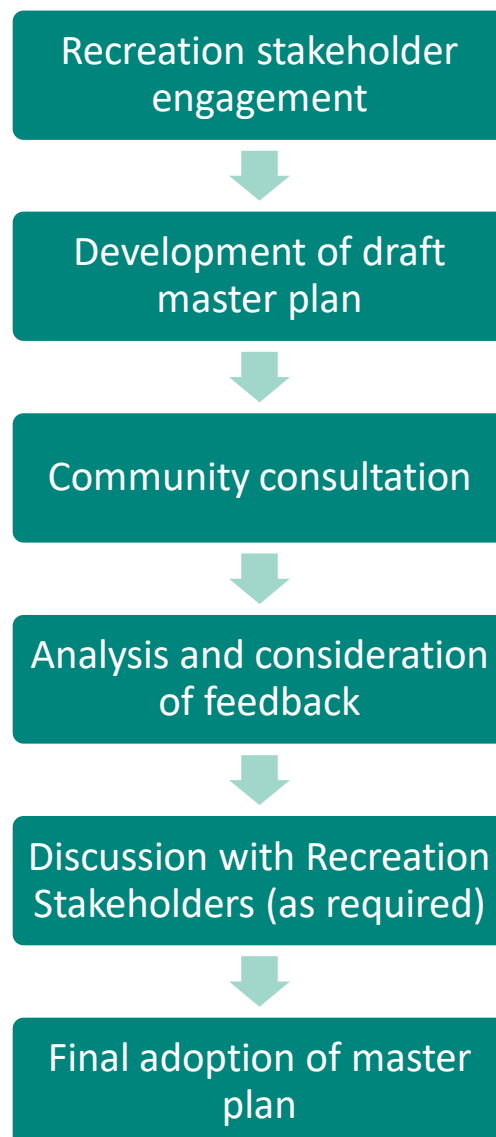 Recreation stakeholder
engagement
Development of draft
master plan
Community consultation
Analysis and consideration
of feedback
Discussion with Recreation
Stakeholders (as required)
Final adoption of master
plan